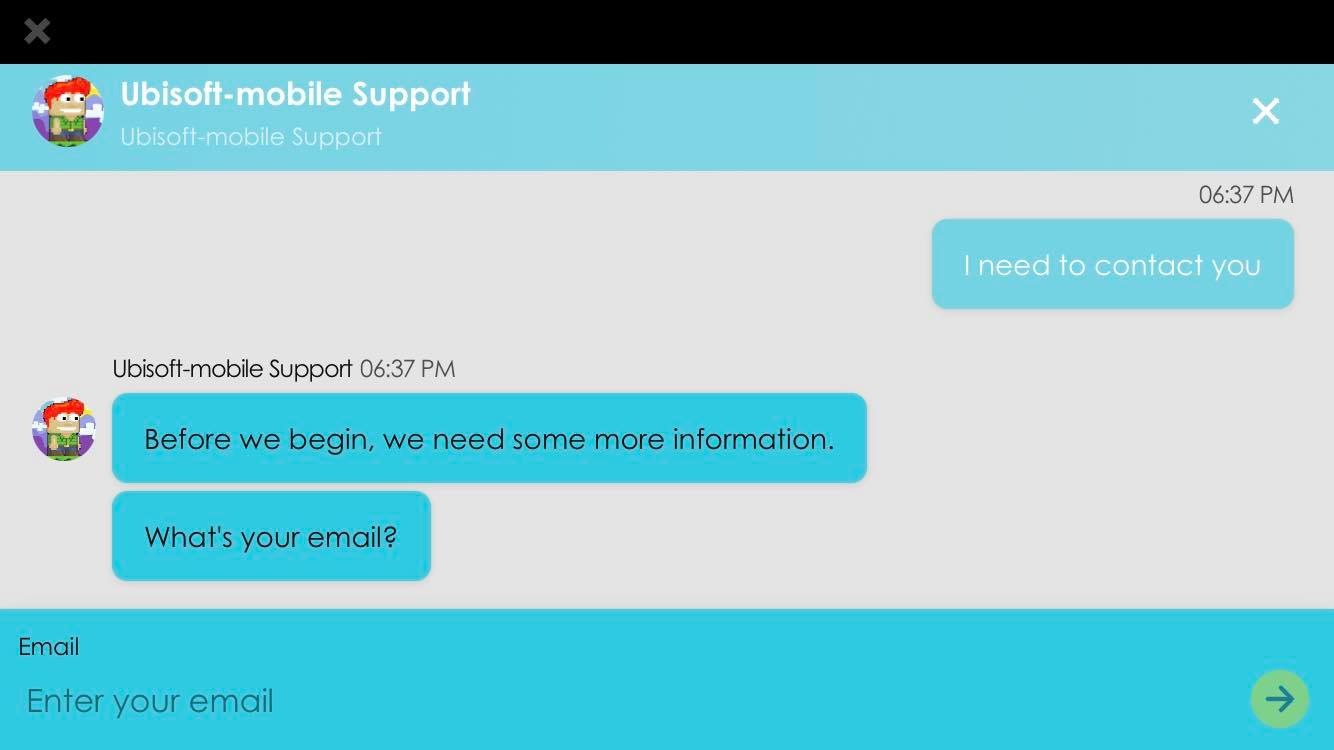 Ubisoft-mobile Support
Ubisoft-mobile Support
06:37 PM
I need to contact you
Ubisoft-mobile Support 06:37 PM
Before we begin, we need some more information.
What's your email?
Email
Enter your email